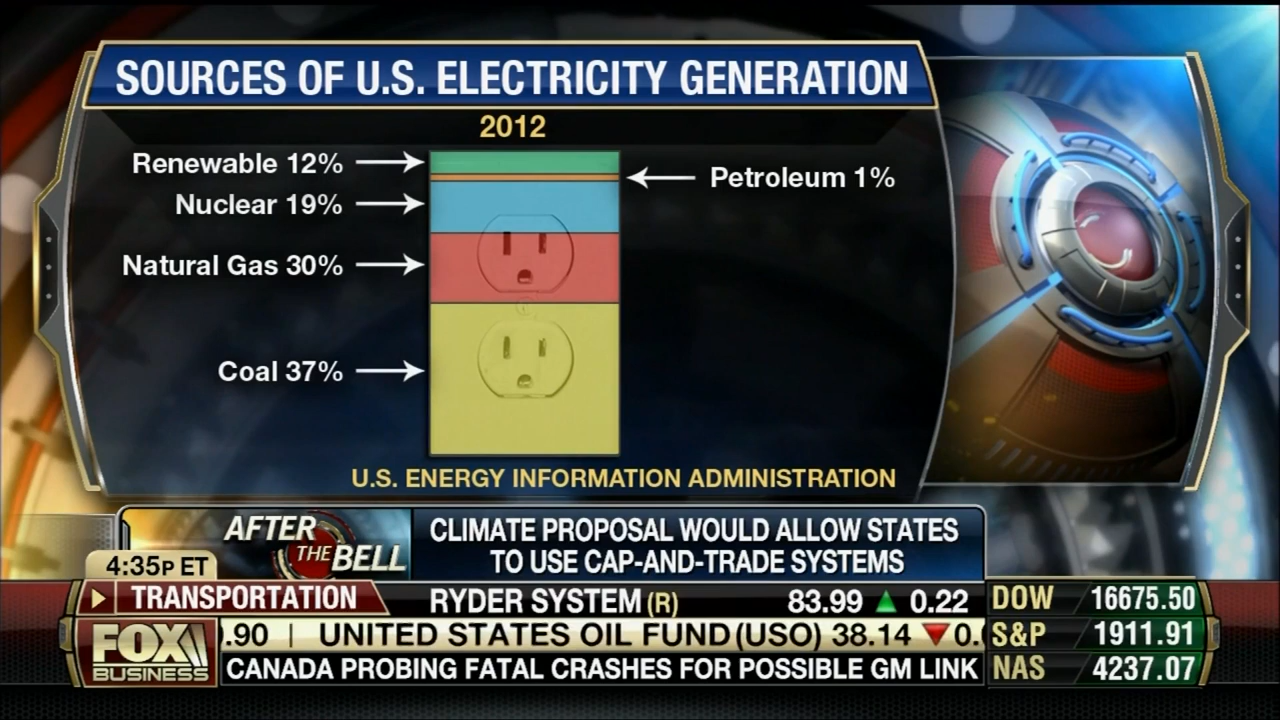 SOURCES OF U.S. ELECTRICITY GENERATION
2012
Renewable 12%
Petroleum 1%
Nuclear 19%
Natural Gas 30%
Coal 37%
U.S. ENERGY INFORMATION ADMINISTRATION
AFTER
THE BELL
CLIMATE PROPOSAL WOULD ALLOW STATES
TO USE CAP-AND-TRADE SYSTEMS
4:35P ET
TRANSPORTATION
RYDER SYSTEM (R) 83.99 ▲ 0.22
DOW 16675.50
FOX
BUSINESS
.90 | UNITED STATES OIL FUND (USO) 38.14 ▼ 0.
S&P 1911.91
CANADA PROBING FATAL CRASHES FOR POSSIBLE GM LINK
NAS 4237.07